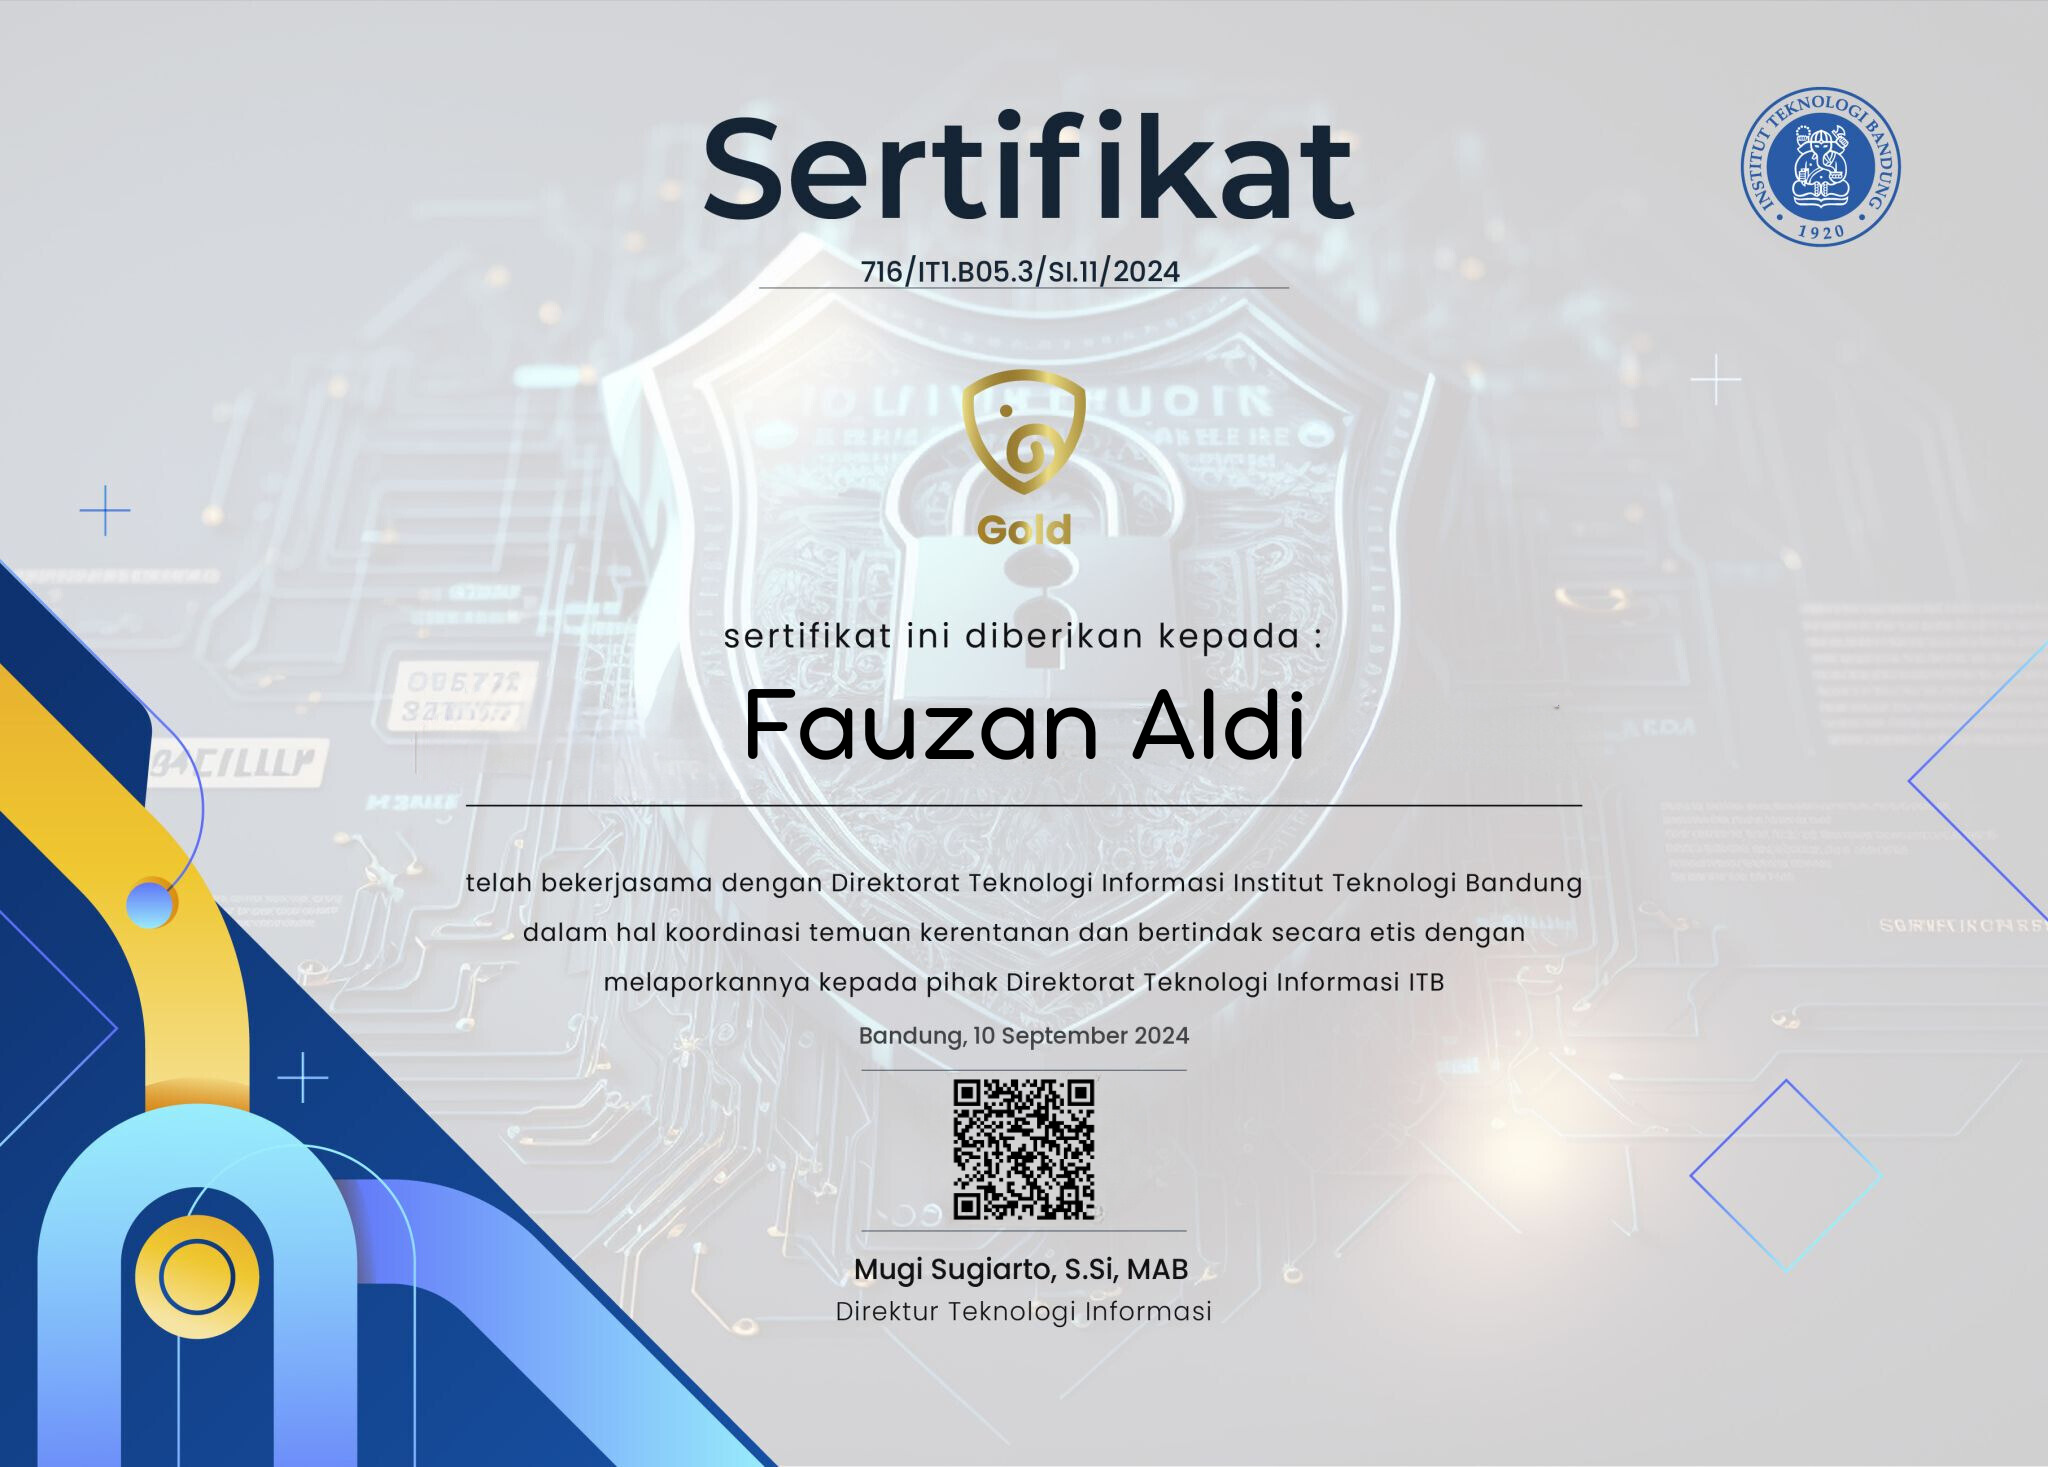 Sertifikat
INSTITUT TEKNOLOGI BANDUNG
1920
716/IT1.B05.3/SI.11/2024
Gold
sertifikat ini diberikan kepada :
Fauzan Aldi
telah bekerjasama dengan Direktorat Teknologi Informasi Institut Teknologi Bandung
dalam hal koordinasi temuan kerentanan dan bertindak secara etis dengan
melaporkannya kepada pihak Direktorat Teknologi Informasi ITB
Bandung, 10 September 2024
Mugi Sugiarto, S.Si, MAB
Direktur Teknologi Informasi